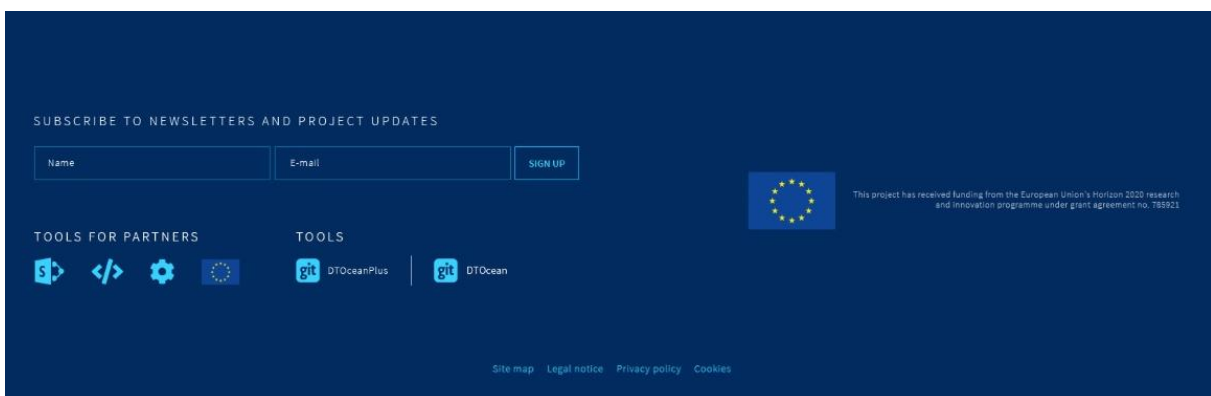 SUBSCRIBE TO NEWSLETTERS AND PROJECT UPDATES
Name
E-mail
SIGN UP
This project has received funding from the European Union's Horizon 2020 research
and innovation programme under grant agreement no. 785921
TOOLS FOR PARTNERS
TOOLS
S
</>
git DTOceanPlus
git DTOcean
Site map Legal notice Privacy policy Cookies